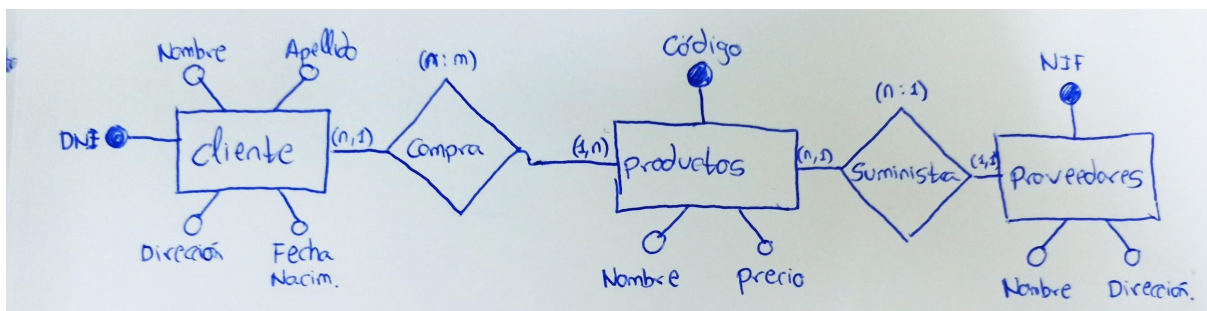 Nombre
Apellido
(n:m)
Código
NIF
(n:1)
DNI
cliente
(n,1)
Compra
(1,n)
productos
(n,1)
Suministra
(1,1)
Proveedores
Dirección
Fecha
Nacim.
Nombre
precio
Nombre
Dirección.